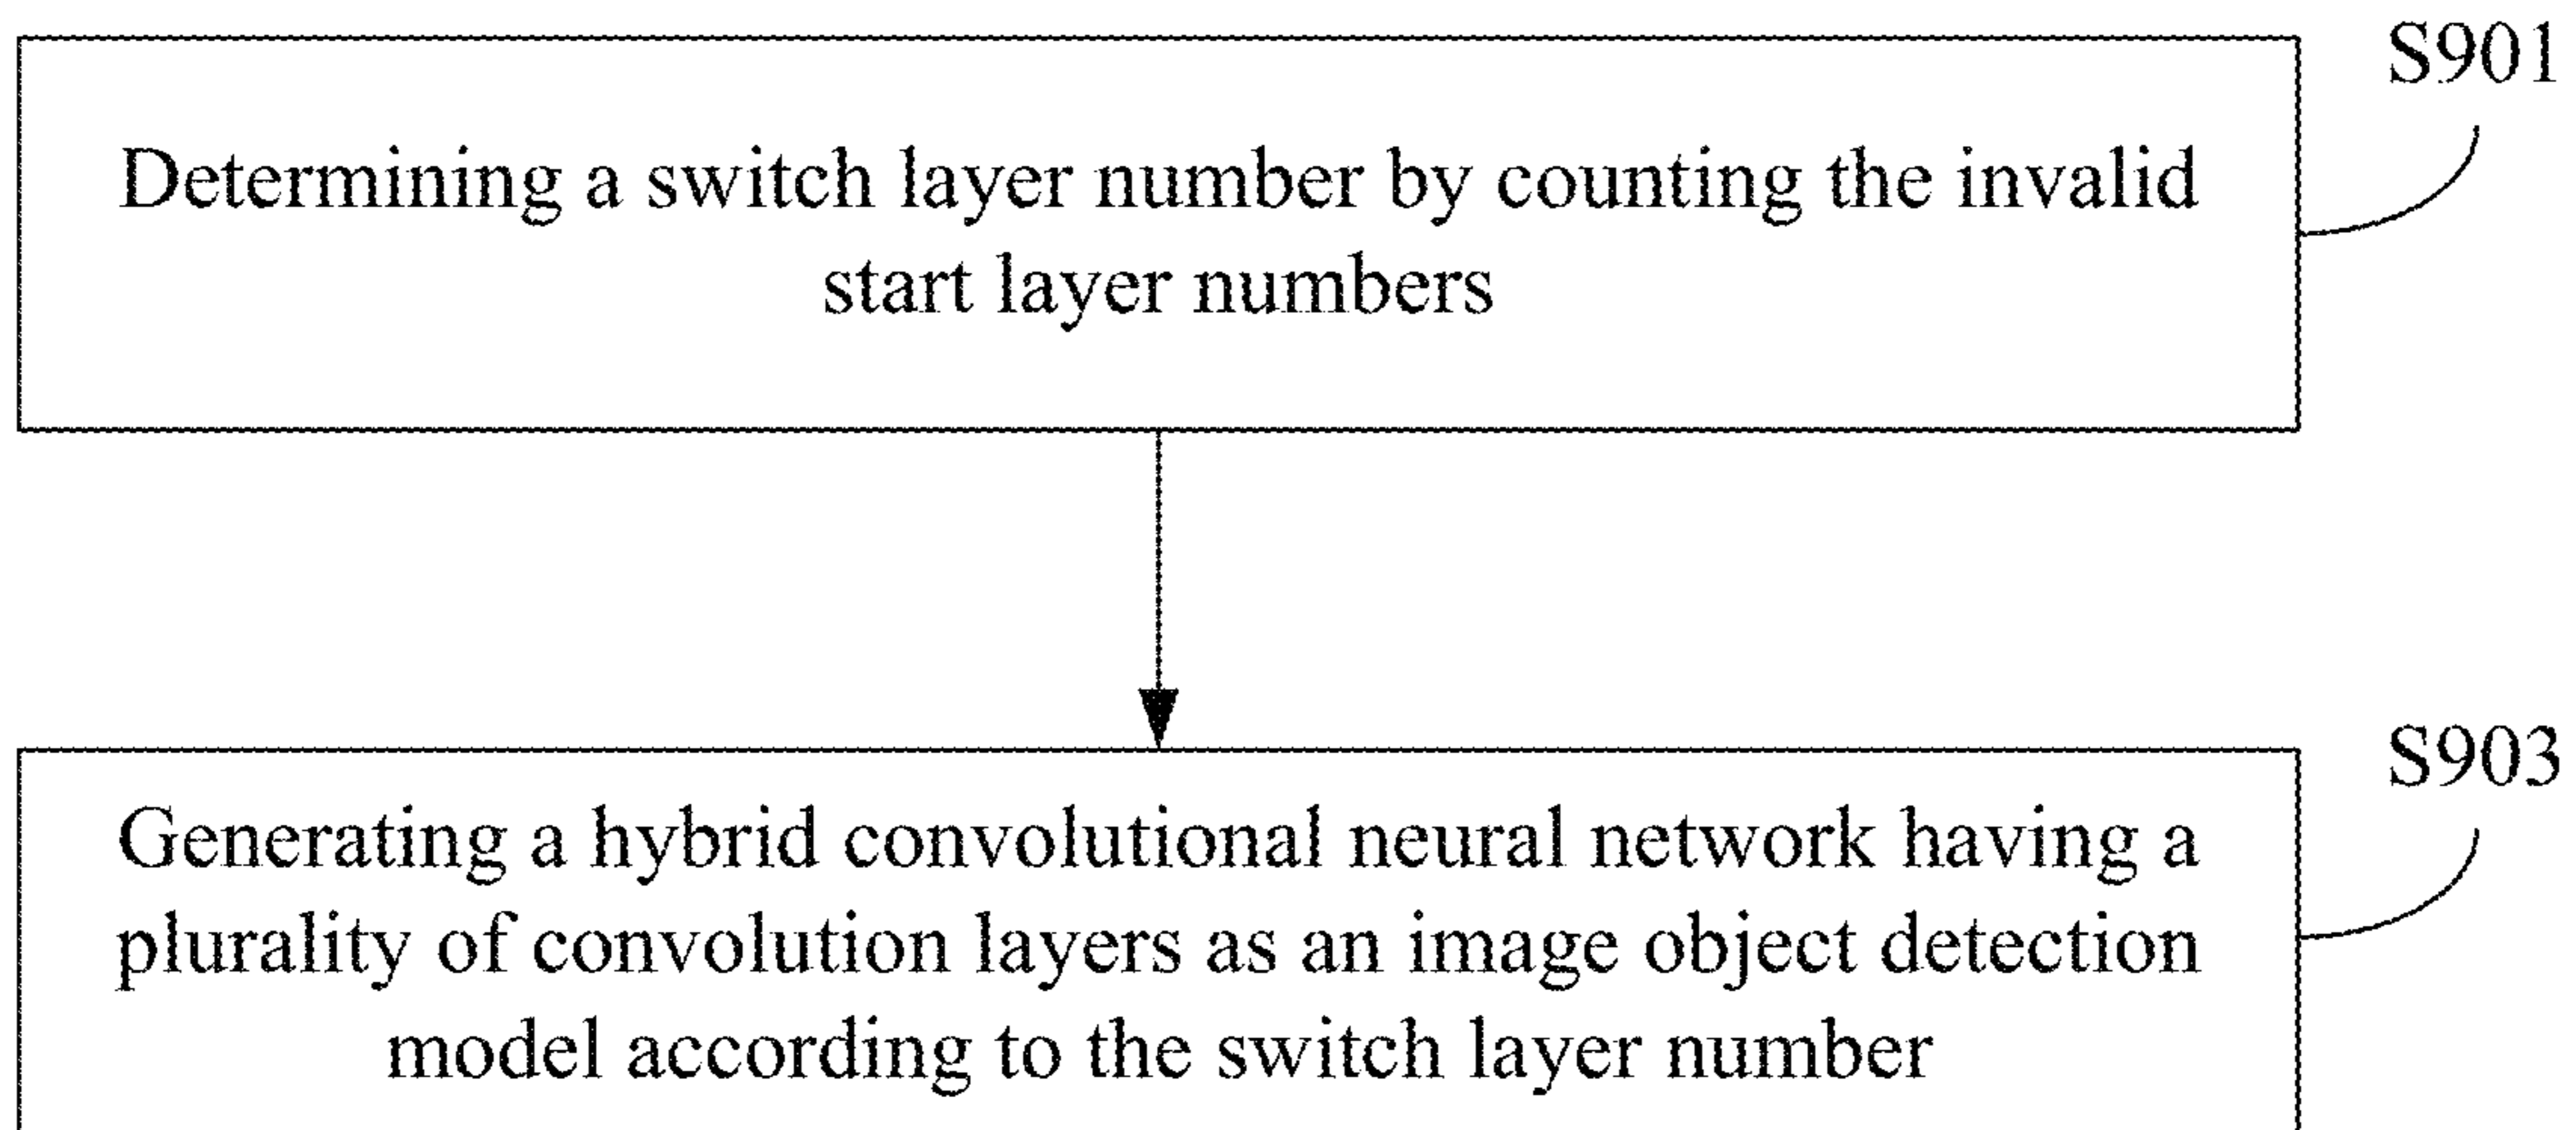 S901
Determining a switch layer number by counting the invalid
start layer numbers
S903
Generating a hybrid convolutional neural network having a
plurality of convolution layers as an image object detection
model according to the switch layer number